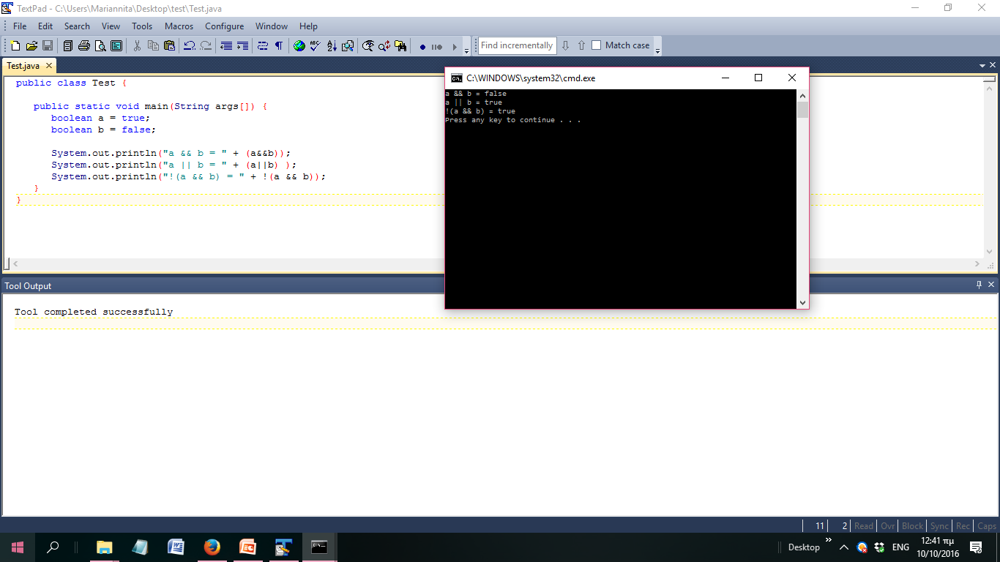 TextPad - C:\Users\Mariannita\Desktop\test\Test.java
File Edit Search View Tools Macros Configure Window Help
Find incrementally Match case
Test.java
public class Test {
public static void main(String args[]) {
boolean a = true;
boolean b = false;
System.out.println("a && b = " + (a&&b));
System.out.println("a || b = " + (a||b) );
System.out.println("!(a && b) = " + !(a && b));
}
}
C:\WINDOWS\system32\cmd.exe
a && b = false
a || b = true
!(a && b) = true
Press any key to continue . . .
Tool Output
Tool completed successfully
11 2 Read Ovr Block Sync Rec Caps
Desktop ENG 12:41 πμ
10/10/2016